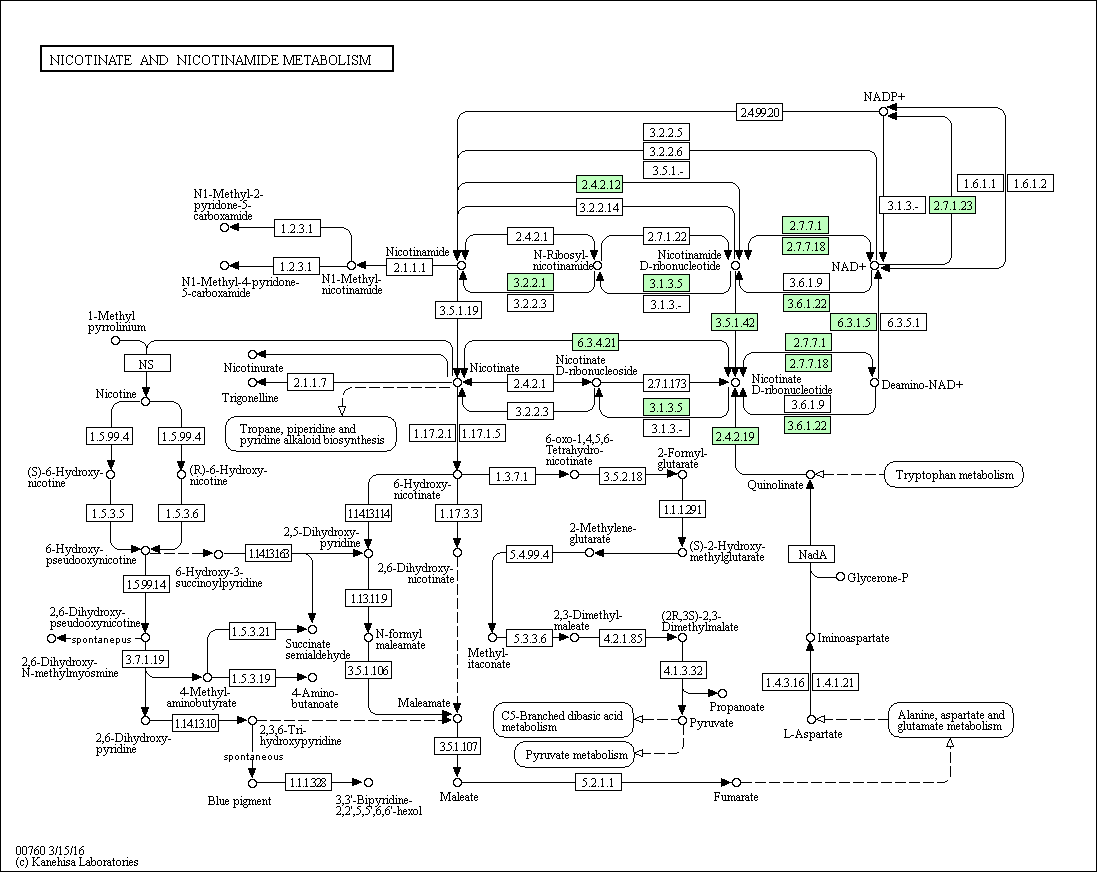 NICOTINATE AND NICOTINAMIDE METABOLISM
NADP+
2.4.99.20
3.2.2.5
3.2.2.6
3.5.1.-
1.6.1.1
1.6.1.2
2.4.2.12
N1-Methyl-2-
pyridone-5-
carboxamide
3.2.2.14
3.1.3.-
2.7.1.23
1.2.3.1
2.4.2.1
2.7.1.22
2.7.7.1
2.7.7.18
Nicotinamide
N-Ribosyl-
nicotinamide
Nicotinamide
D-ribonucleotide
NAD+
1.2.3.1
2.1.1.1
N1-Methyl-4-pyridone-
5-carboxamide
N1-Methyl-
nicotinamide
3.2.2.1
3.1.3.5
3.6.1.9
3.2.2.3
3.1.3.-
3.6.1.22
3.5.1.19
3.5.1.42
6.3.1.5
6.3.5.1
1-Methyl
pyrrolinium
6.3.4.21
2.7.7.1
NS
Nicotinurate
Nicotinate
Nicotinate
D-ribonucleoside
2.7.7.18
2.1.1.7
2.4.2.1
2.7.1.173
Nicotinate
D-ribonucleotide
Deamino-NAD+
Nicotine
Trigonelline
3.2.2.3
3.1.3.5
3.6.1.9
3.1.3.-
3.6.1.22
Tropane, piperidine and
pyridine alkaloid biosynthesis
1.5.99.4
1.5.99.4
1.17.2.1
1.17.1.5
2.4.2.19
6-oxo-1,4,5,6-
Tetrahydro-
nicotinate
2-Formyl-
glutarate
(S)-6-Hydroxy-
nicotine
(R)-6-Hydroxy-
nicotine
6-Hydroxy-
nicotinate
1.3.7.1
3.5.2.18
Quinolinate
Tryptophan metabolism
1.5.3.5
1.5.3.6
1.14.13.114
1.17.3.3
1.1.1.291
2,5-Dihydroxy-
pyridine
2-Methylene-
glutarate
6-Hydroxy-
pseudooxynicotine
1.14.13.163
5.4.99.4
(S)-2-Hydroxy-
methylglutarate
NadA
6-Hydroxy-3-
succinoylpyridine
2,6-Dihydroxy-
nicotinate
Glycerone-P
1.5.99.14
1.13.11.9
2,6-Dihydroxy-
pseudooxynicotine
2,3-Dimethyl-
maleate
(2R,3S)-2,3-
Dimethylmalate
spontanepus
1.5.3.21
Succinate
semialdehyde
N-formyl
maleamate
5.3.3.6
4.2.1.85
Iminoaspartate
Methyl-
itaconate
2,6-Dihydroxy-
N-methylmyosmine
3.7.1.19
3.5.1.106
4.1.3.32
1.5.3.19
1.4.3.16
1.4.1.21
4-Methyl-
aminobutyrate
4-Amino-
butanoate
Maleamate
Propanoate
1.14.13.10
C5-Branched dibasic acid
metabolism
Pyruvate
Alanine, aspartate and
glutamate metabolism
2,6-Dihydroxy-
pyridine
2,3,6-Tri-
hydroxypyridine
L-Aspartate
3.5.1.107
Pyruvate metabolism
spontaneous
1.1.1.328
5.2.1.1
Blue pigment
3,3'-Bipyridine-
2,2',5,5',6,6'-hexol
Maleate
Fumarate
00760 3/15/16
(c) Kanehisa Laboratories